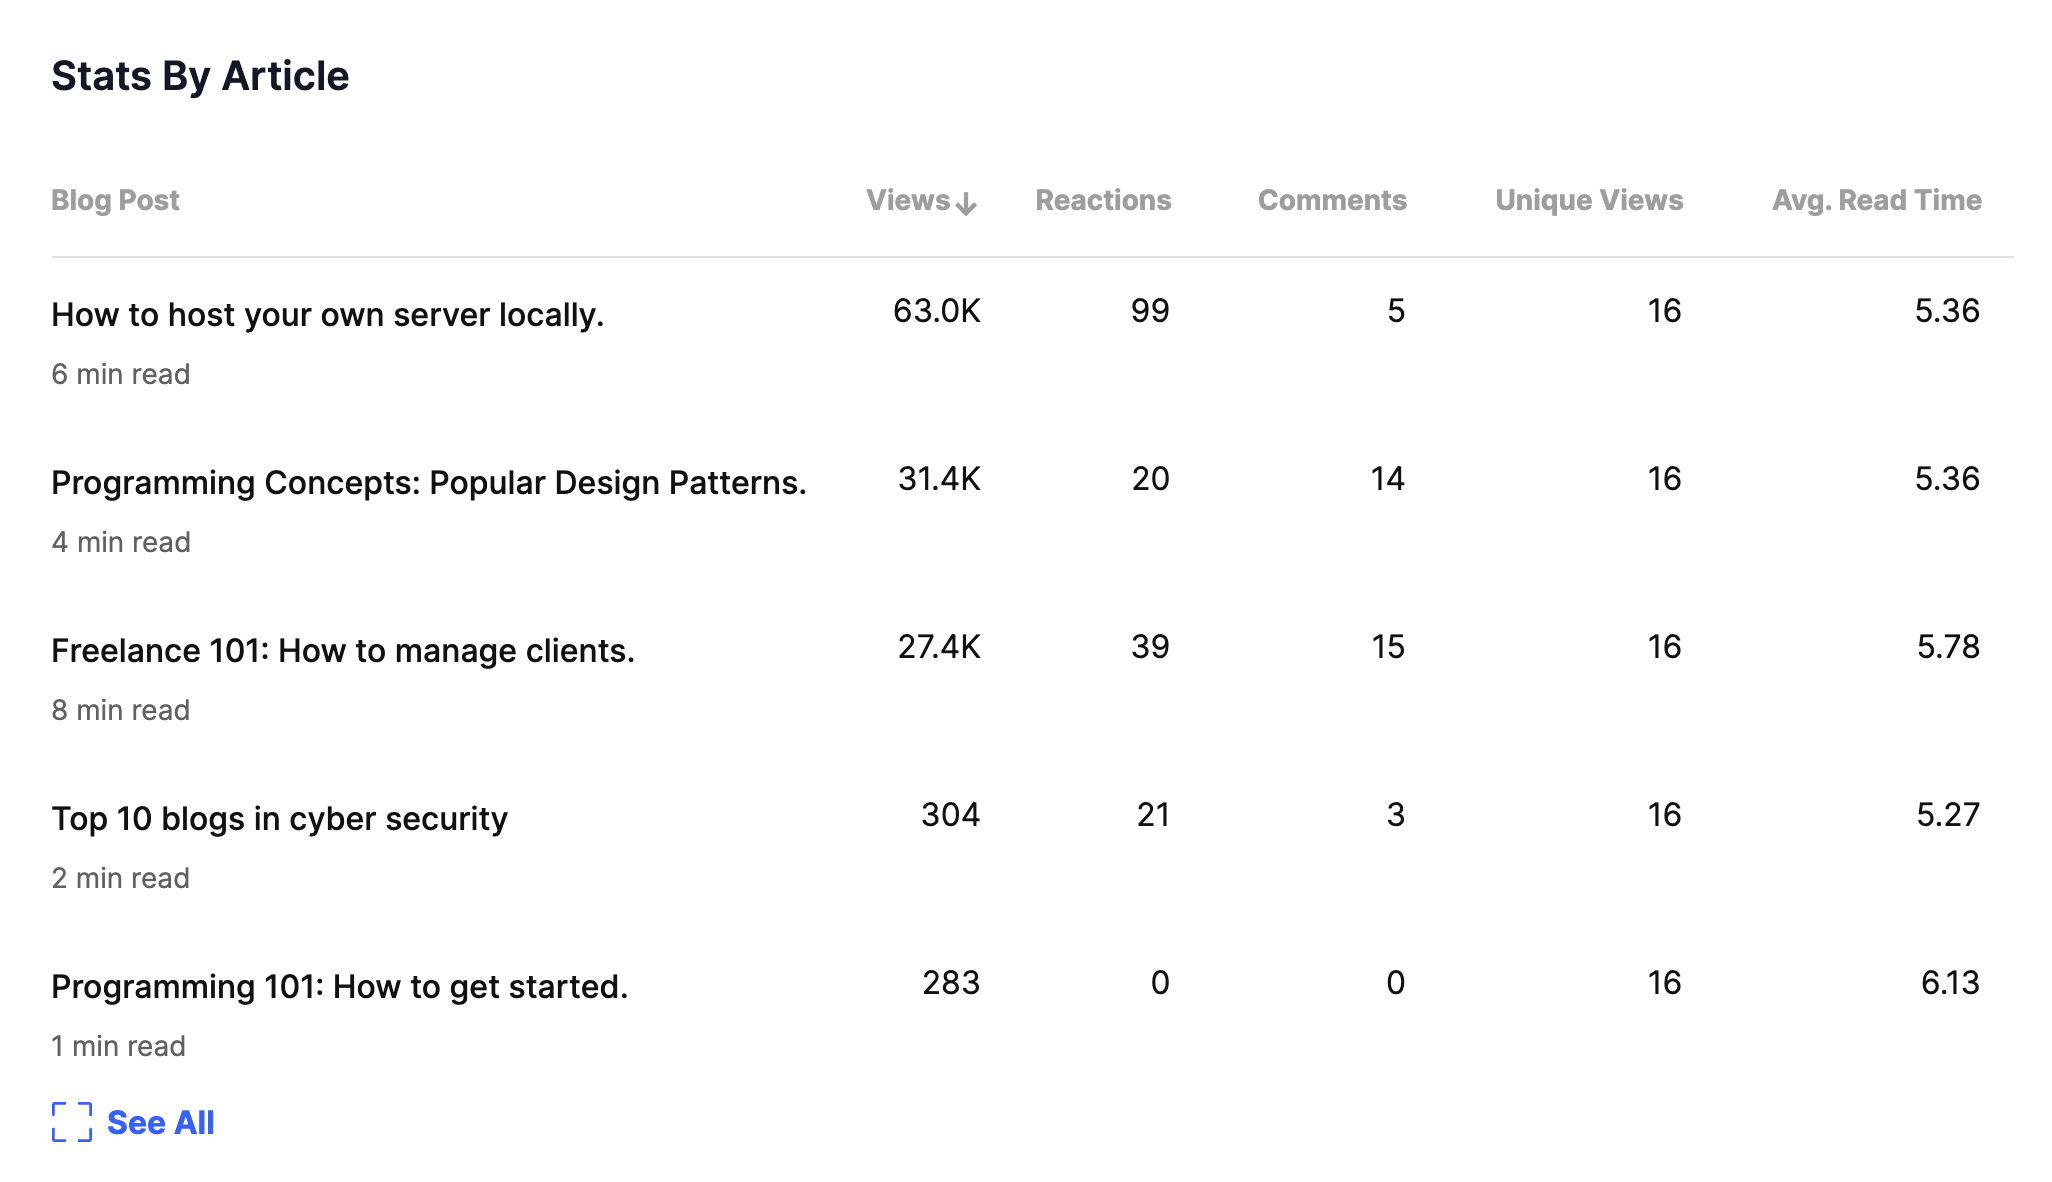 Stats By Article
Blog Post Views↓ Reactions Comments Unique Views Avg. Read Time
How to host your own server locally. 63.0K 99 5 16 5.36
6 min read
Programming Concepts: Popular Design Patterns. 31.4K 20 14 16 5.36
4 min read
Freelance 101: How to manage clients. 27.4K 39 15 16 5.78
8 min read
Top 10 blogs in cyber security 304 21 3 16 5.27
2 min read
Programming 101: How to get started. 283 0 0 16 6.13
1 min read
See All